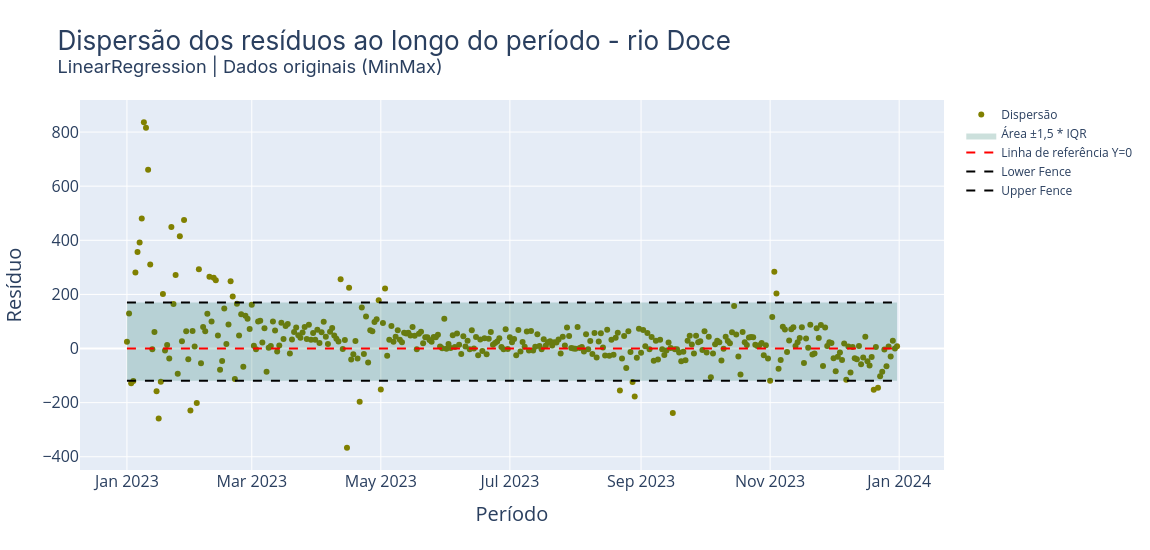 Dispersão dos resíduos ao longo do período - rio Doce
LinearRegression | Dados originais (MinMax)
Dispersão
Área ±1,5 * IQR
Linha de referência Y=0
Lower Fence
Upper Fence
Resíduo
800
600
400
200
0
−200
−400
Jan 2023
Mar 2023
May 2023
Jul 2023
Sep 2023
Nov 2023
Jan 2024
Período